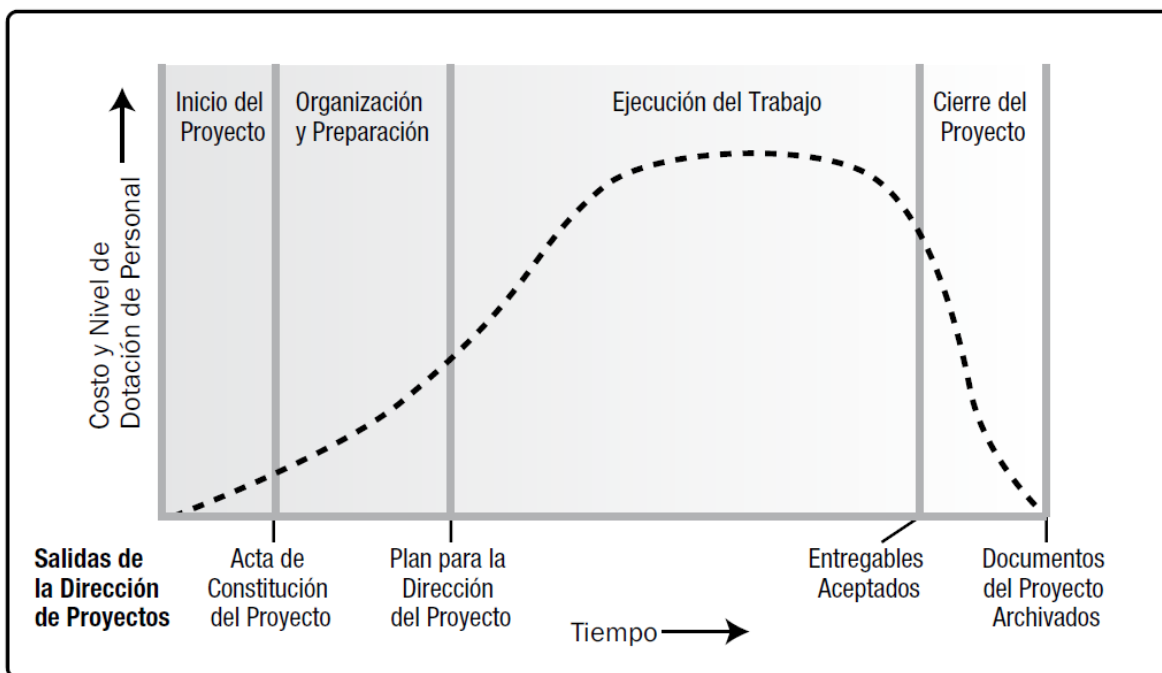 Inicio del
Proyecto
Organización
y Preparación
Ejecución del Trabajo
Cierre del
Proyecto
Costo y Nivel de
Dotación de Personal
Salidas de
la Dirección
de Proyectos
Acta de
Constitución
del Proyecto
Plan para la
Dirección
del Proyecto
Entregables
Aceptados
Documentos
del Proyecto
Archivados
Tiempo